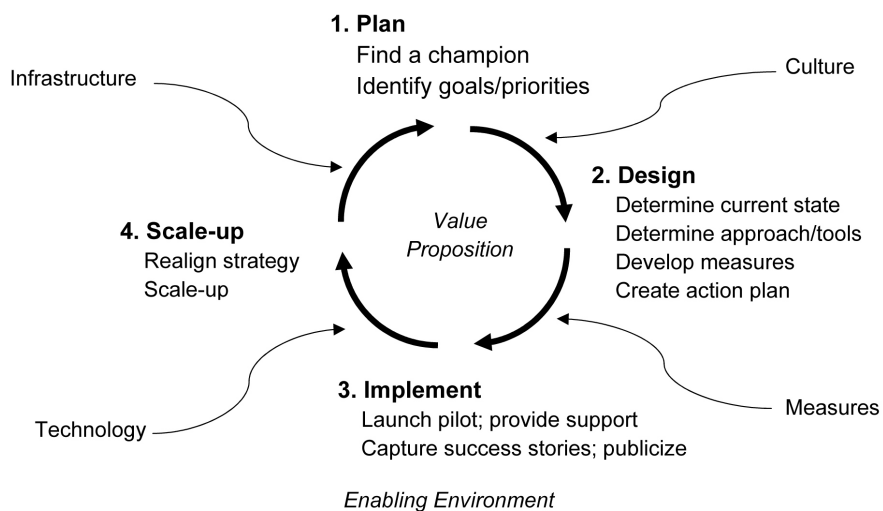 1. Plan
Find a champion
Identify goals/priorities
Infrastructure
Culture
2. Design
Determine current state
Determine approach/tools
Develop measures
Create action plan
Value
Proposition
4. Scale-up
Realign strategy
Scale-up
3. Implement
Launch pilot; provide support
Capture success stories; publicize
Technology
Measures
Enabling Environment